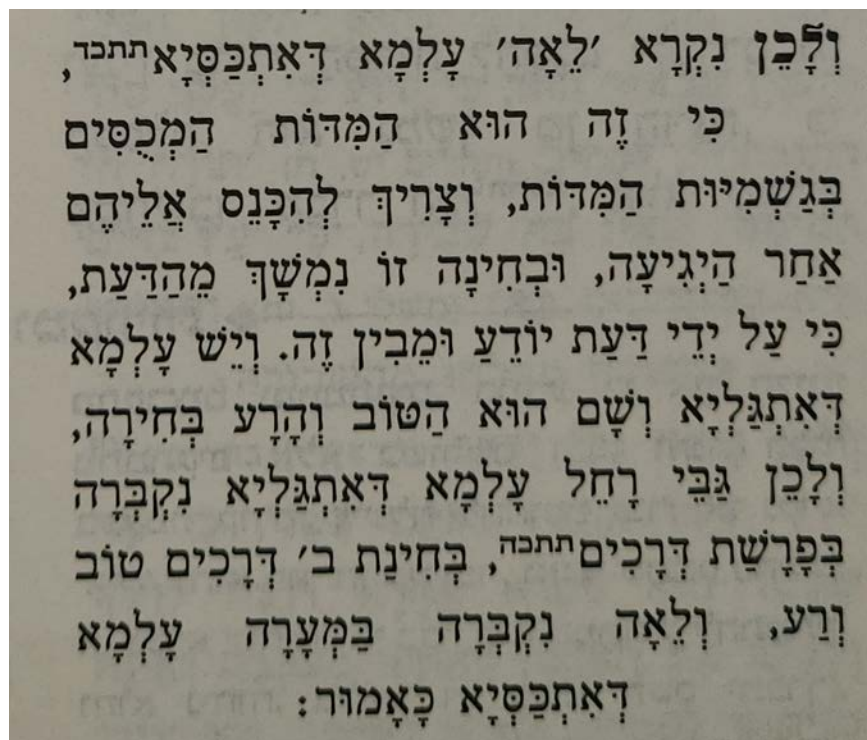 וְלָכֵן נִקְרָא 'לֵאָה' עָלְמָא דְּאִתְכַּסְּיָאתתכד,
כִּי זֶה הוּא הַמִּדּוֹת הַמְכֻסִּים
בְּגַשְׁמִיּוּת הַמִּדּוֹת, וְצָרִיךְ לְהִכָּנֵס אֲלֵיהֶם
אַחַר הַיְגִיעָה, וּבְחִינָה זוֹ נִמְשָׁךְ מֵהַדַּעַת,
כִּי עַל יְדֵי דַּעַת יוֹדֵעַ וּמֵבִין זֶה. וְיֵשׁ עָלְמָא
דְּאִתְגַּלְיָא וְשָׁם הוּא הַטּוֹב וְהָרָע בְּחִירָה,
וְלָכֵן גַּבֵּי רָחֵל עָלְמָא דְּאִתְגַּלְיָא נִקְבְּרָה
בְּפָרָשַׁת דְּרָכִיםתתכה, בְּחִינַת ב' דְּרָכִים טוֹב
וְרַע, וְלֵאָה נִקְבְּרָה בַּמְּעָרָה עָלְמָא
דְּאִתְכַּסְּיָא כָּאָמוּר: